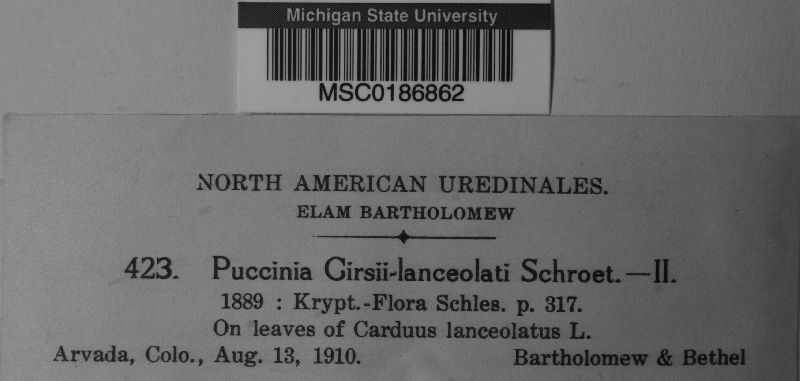 Michigan State University
MSC0186862
NORTH AMERICAN UREDINALES.
ELAM BARTHOLOMEW
423. Puccinia Cirsii-lanceolati Schroet.—II.
1889 : Krypt.-Flora Schles. p. 317.
On leaves of Carduus lanceolatus L.
Arvada, Colo., Aug. 13, 1910. Bartholomew & Bethel